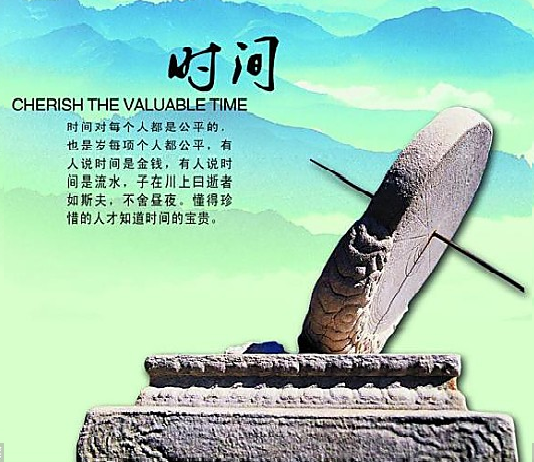 时间
CHERISH THE VALUABLE TIME
时间对每个人都是公平的，
也是岁每项个人都公平，有
人说时间是金钱，有人说时
间是流水，子在川上曰逝者
如斯夫，不舍昼夜。懂得珍
惜的人才知道时间的宝贵。